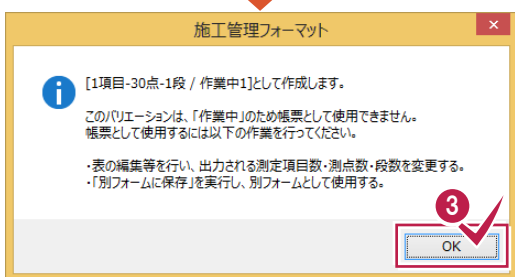 施工管理フォーマット
×
[1項目-30点-1段 / 作業中1]として作成します。
このバリエーションは、「作業中」のため帳票として使用できません。
帳票として使用するには以下の作業を行ってください。
・表の編集等を行い、出力される測定項目数・測点数・段数を変更する。
・「別フォームに保存」を実行し、別フォームとして使用する。
3
OK